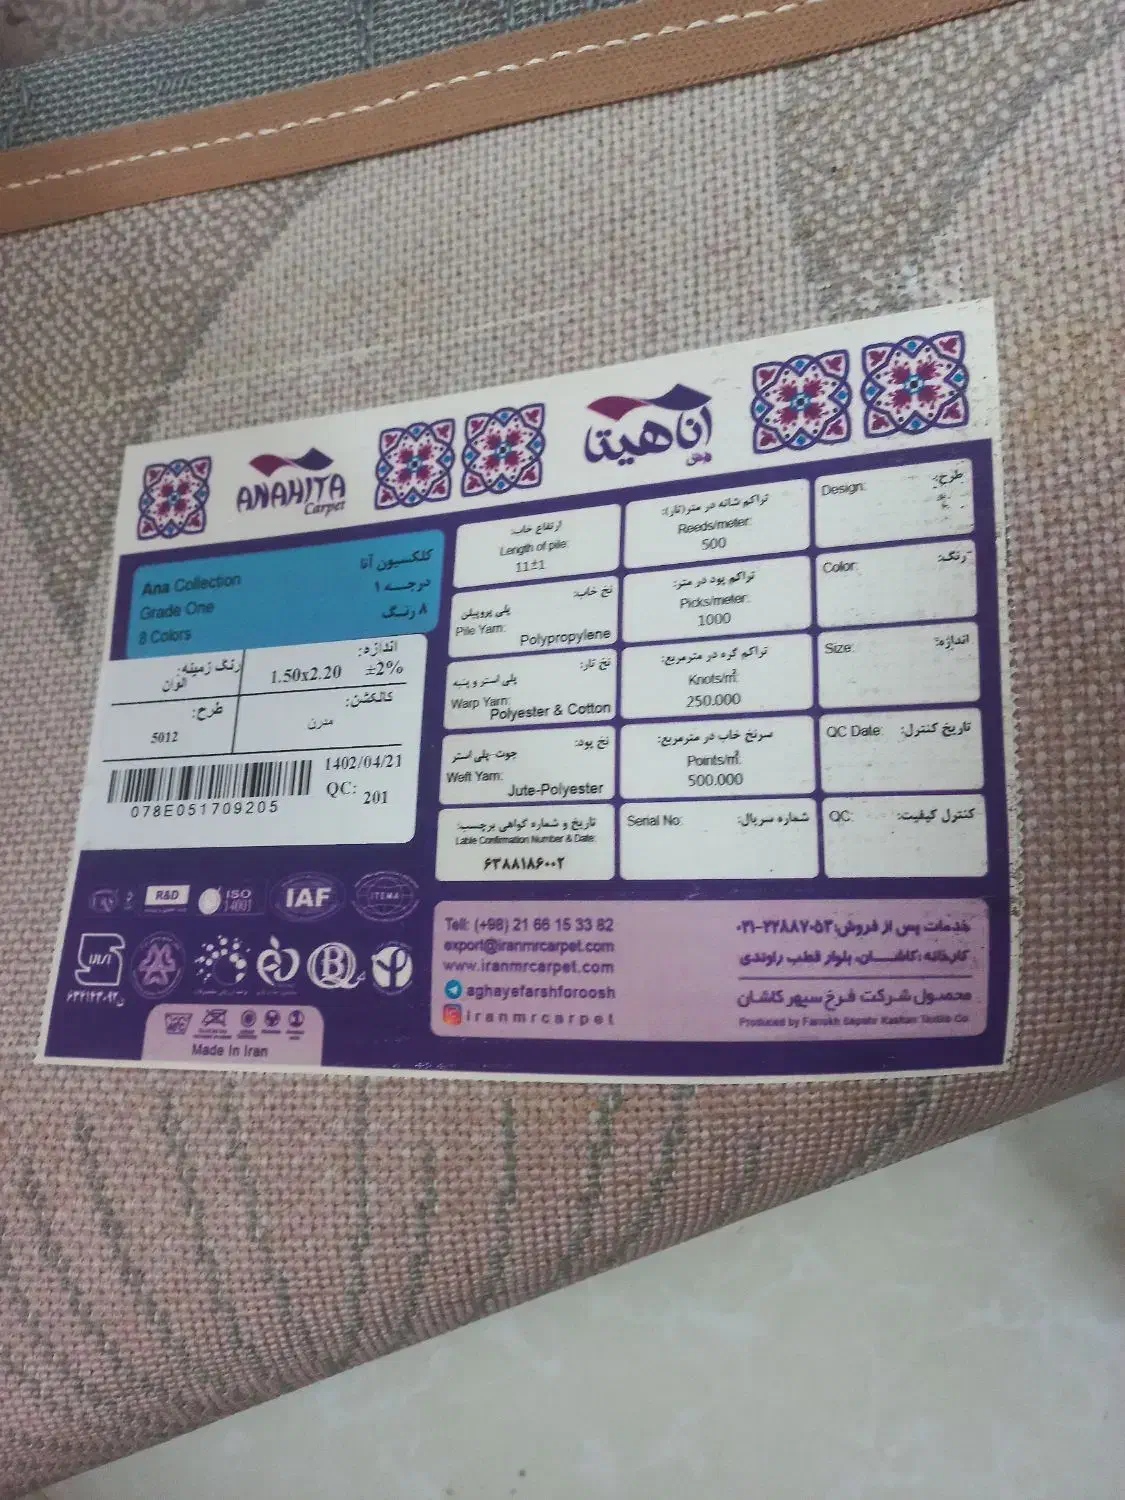 ANAHITA
Carpet
آناهیتا
فرش
Ana Collection
Grade One
8 Colors
کلکسیون آنا
درجه ۱
۸ رنگ
اندازه:
1.50x2.20 ±2%
رنگ زمینه:
الوان
کالکشن:
مدرن
طرح:
5012
1402/04/21
QC: 201
078E051709205
ارتفاع خاب:
Length of pile:
11±1
نخ خاب:
پلی پروپیلن
Pile Yarn:
Polypropylene
نخ تار:
پلی استر و پنبه
Warp Yarn:
Polyester & Cotton
نخ پود:
جوت-پلی استر
Weft Yarn:
Jute-Polyester
تاریخ و شماره گواهی برچسب:
Lable Confirmation Number & Date:
۶۳۸۸۱۸۶۰۰۲
تراکم شانه در متر(تار):
Reeds/meter:
500
تراکم پود در متر:
Picks/meter:
1000
تراکم گره در مترمربع:
Knots/m²:
250.000
سرنخ خاب در مترمربع:
Points/m²:
500.000
Serial No:
شماره سریال:
Design:
طرح:
Color:
رنگ:
Size:
اندازه:
QC Date:
تاریخ کنترل:
QC:
کنترل کیفیت:
R&D
ISO
14001
IAF
ITEMA
Made In Iran
Tell: (+98) 21 66 15 33 82
export@iranmrcarpet.com
www.iranmrcarpet.com
aghayefarshforoosh
iranmrcarpet
خدمات پس از فروش: ۲۲۸۸۷۰۵۳-۰۲۱
کارخانه: کاشان، بلوار قطب راوندی
محصول شرکت فرخ سپهر کاشان
Produced by Farrokh Sepehr Kashan Textile Co.